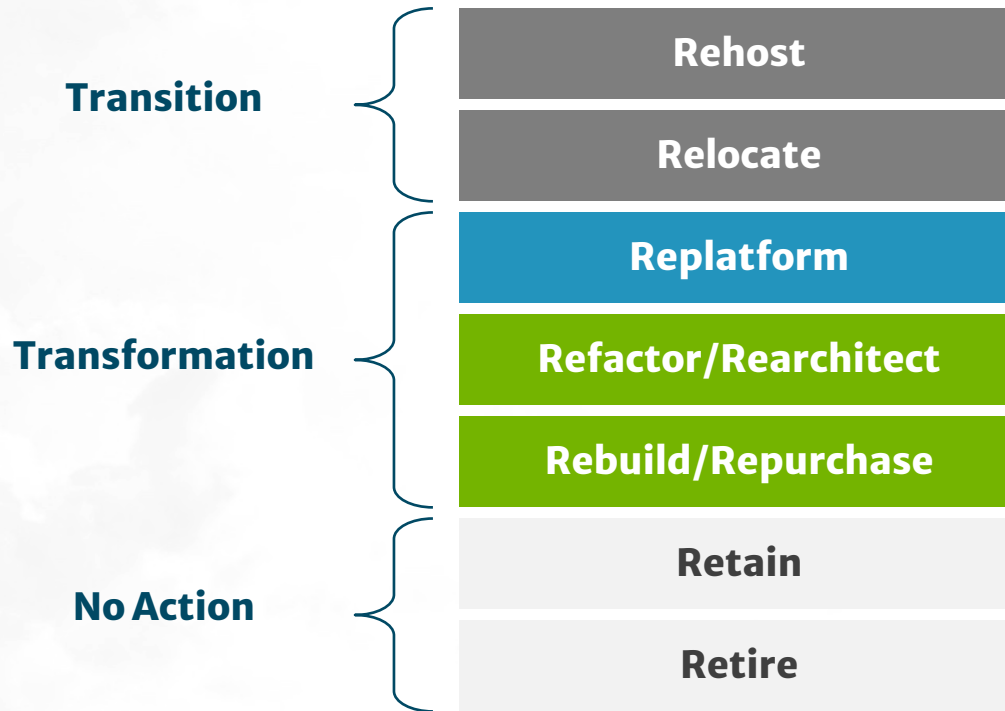 Transition
Rehost
Relocate
Transformation
Replatform
Refactor/Rearchitect
Rebuild/Repurchase
No Action
Retain
Retire